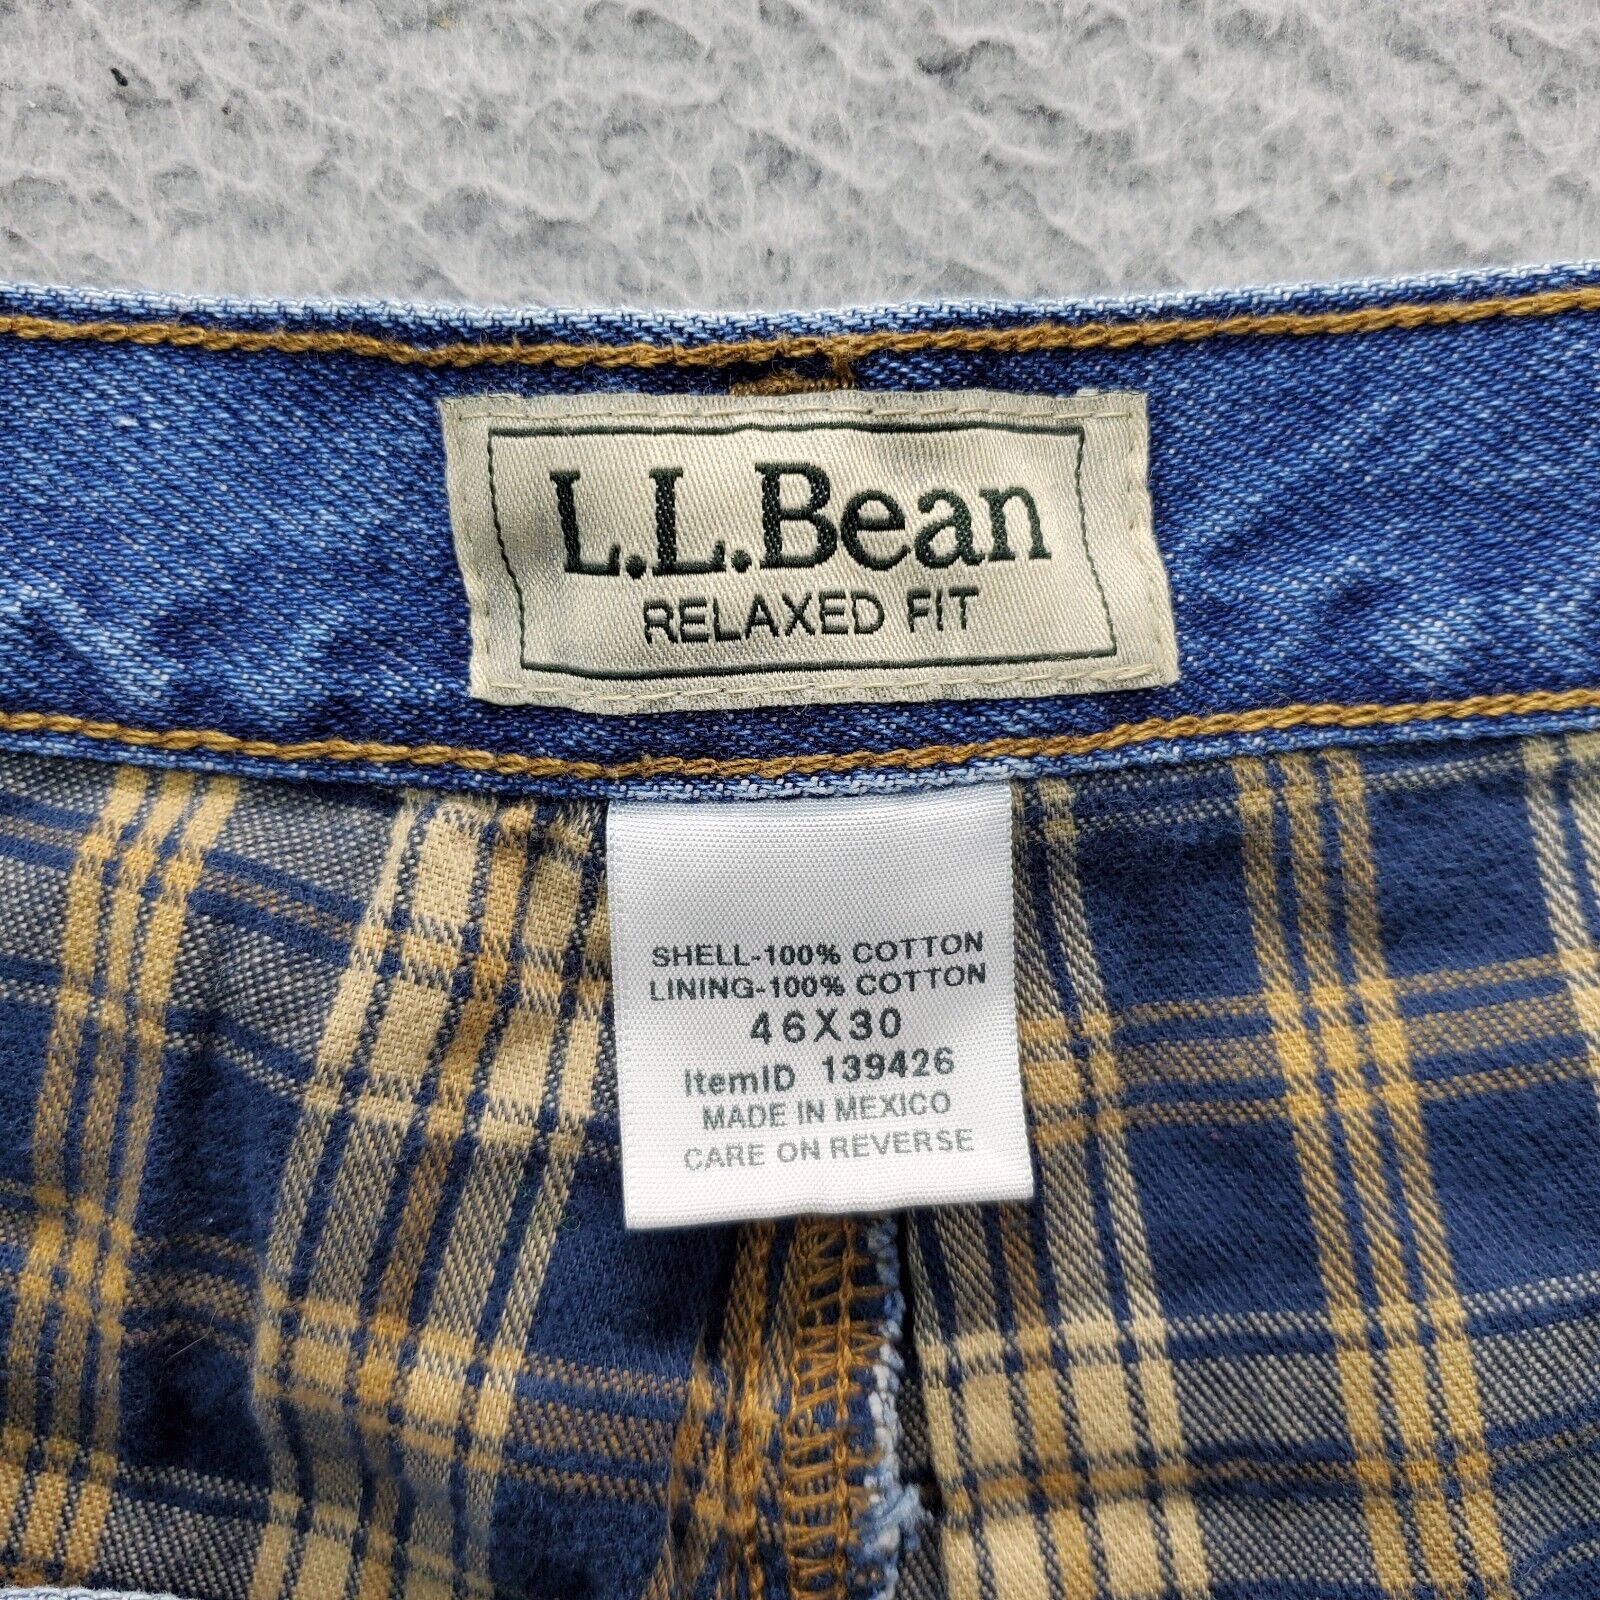 L.L.Bean
RELAXED FIT
SHELL-100% COTTON
LINING-100% COTTON
46X30
ItemID 139426
MADE IN MEXICO
CARE ON REVERSE